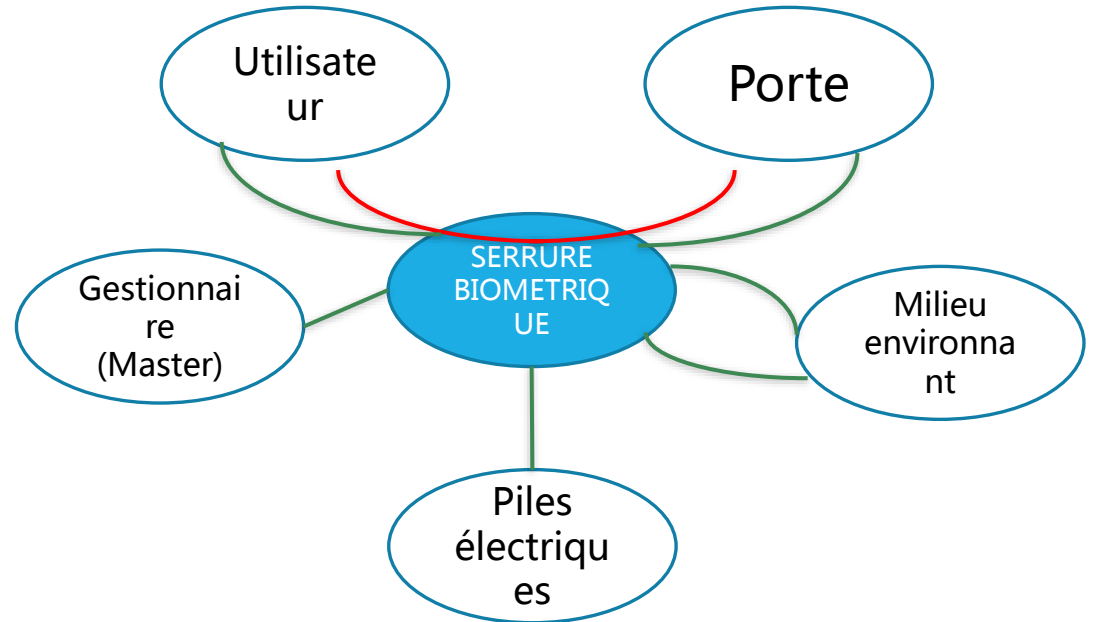 Utilisate
ur
Porte
SERRURE
BIOMETRIQ
UE
Gestionnai
re
(Master)
Milieu
environna
nt
Piles
électriqu
es